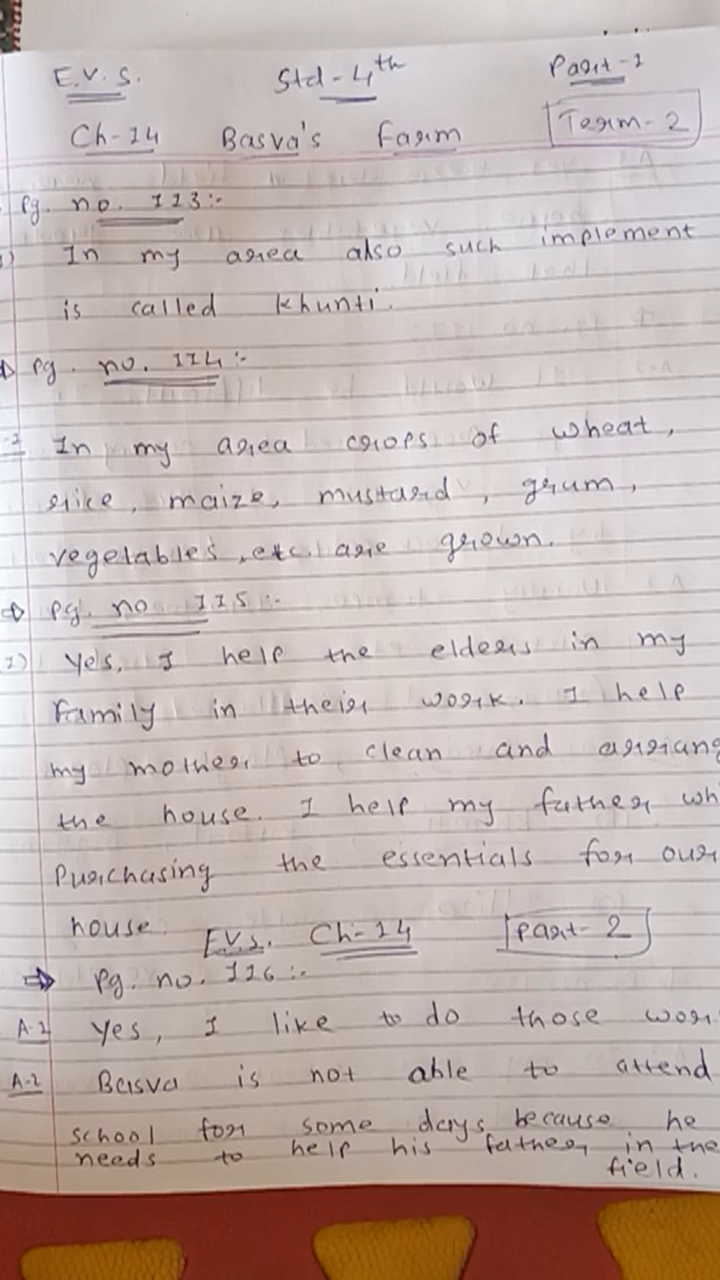 E.V.S. Std-4th Part-1
Ch-14 Basva's Farm Term-2
Pg. no. 113:-
1) In my area also such implement
is called Khunti.
Pg. no. 114:-
In my area crops of wheat,
rice, maize, mustard, grum,
vegetables, etc. are grown.
Pg. no 115:-
1) Yes, I help the elders in my
family in their work. I help
my mother to clean and arrang
the house. I help my father wh
Purchasing the essentials for our
house.
E.V.S. Ch-14 Part-2
Pg. no. 116:-
A-1 Yes, I like to do those wor
A-2 Basva is not able to attend
school for some days because he
needs to help his father in the
field.